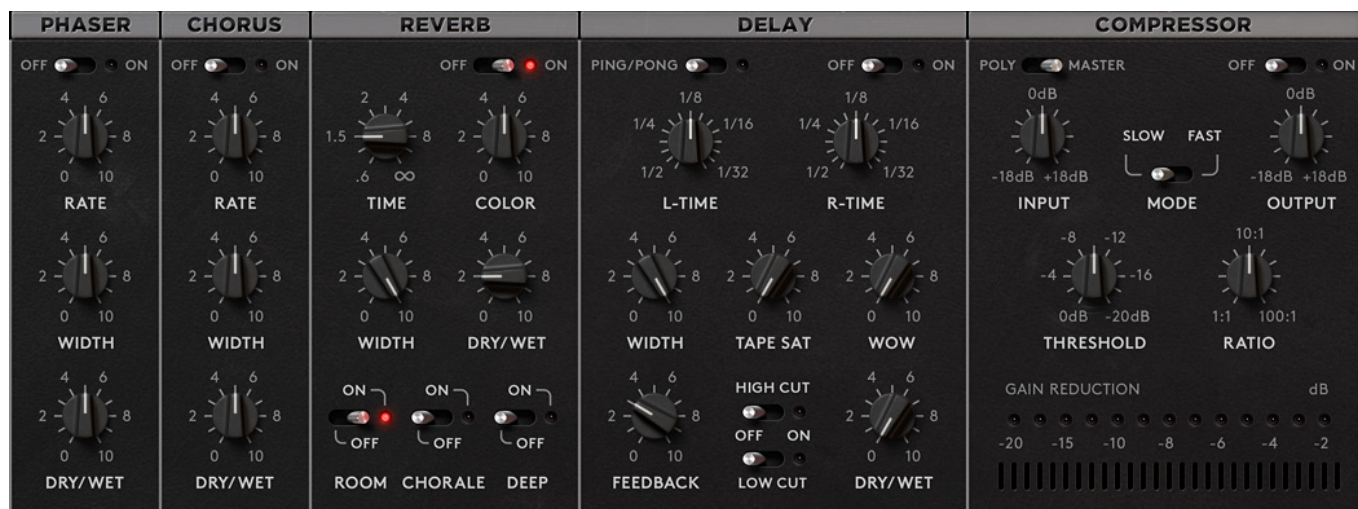 PHASER CHORUS REVERB DELAY COMPRESSOR
OFF ON OFF ON OFF ON PING/PONG OFF ON POLY MASTER OFF ON
4 6 4 6 2 4 4 6 1/8 1/8 0dB 0dB
2 8 2 8 1.5 8 2 8 1/4 1/16 1/4 1/16 SLOW FAST
0 10 0 10 .6 ∞ 0 10 1/2 1/32 1/2 1/32 -18dB +18dB -18dB +18dB
RATE RATE TIME COLOR L-TIME R-TIME INPUT MODE OUTPUT
4 6 4 6 4 6 4 6 4 6 4 6 4 6 -8 -12 10:1
2 8 2 8 2 8 2 8 2 8 2 8 2 8 -4 -16
0 10 0 10 0 10 0 10 0 10 0 10 0 10 0dB -20dB 1:1 100:1
WIDTH WIDTH WIDTH DRY/WET WIDTH TAPE SAT WOW THRESHOLD RATIO
4 6 4 6 ON ON ON 4 6 HIGH CUT 4 6 GAIN REDUCTION dB
2 8 2 8 2 8 2 8
OFF OFF OFF OFF ON -20 -15 -10 -8 -6 -4 -2
0 10 0 10 0 10 0 10
DRY/WET DRY/WET ROOM CHORALE DEEP FEEDBACK LOW CUT DRY/WET